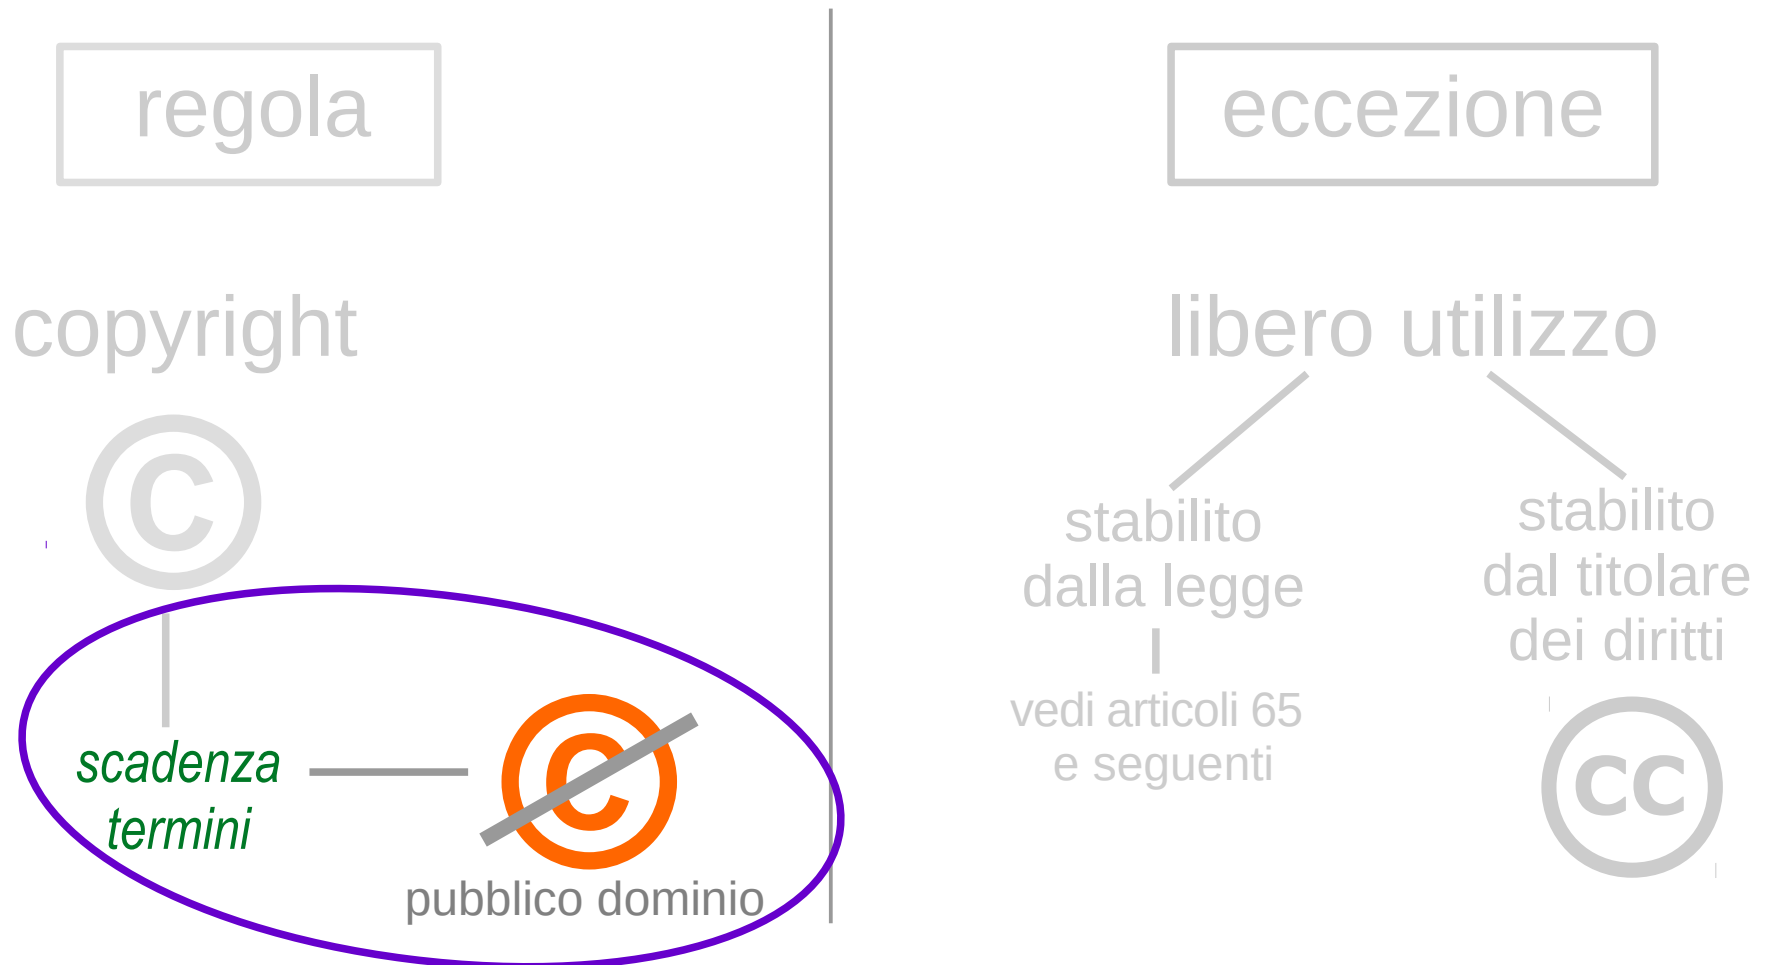 regola
copyright
©
scadenza
termini
©
pubblico dominio
eccezione
libero utilizzo
stabilito
dalla legge
vedi articoli 65
e seguenti
stabilito
dal titolare
dei diritti
cc